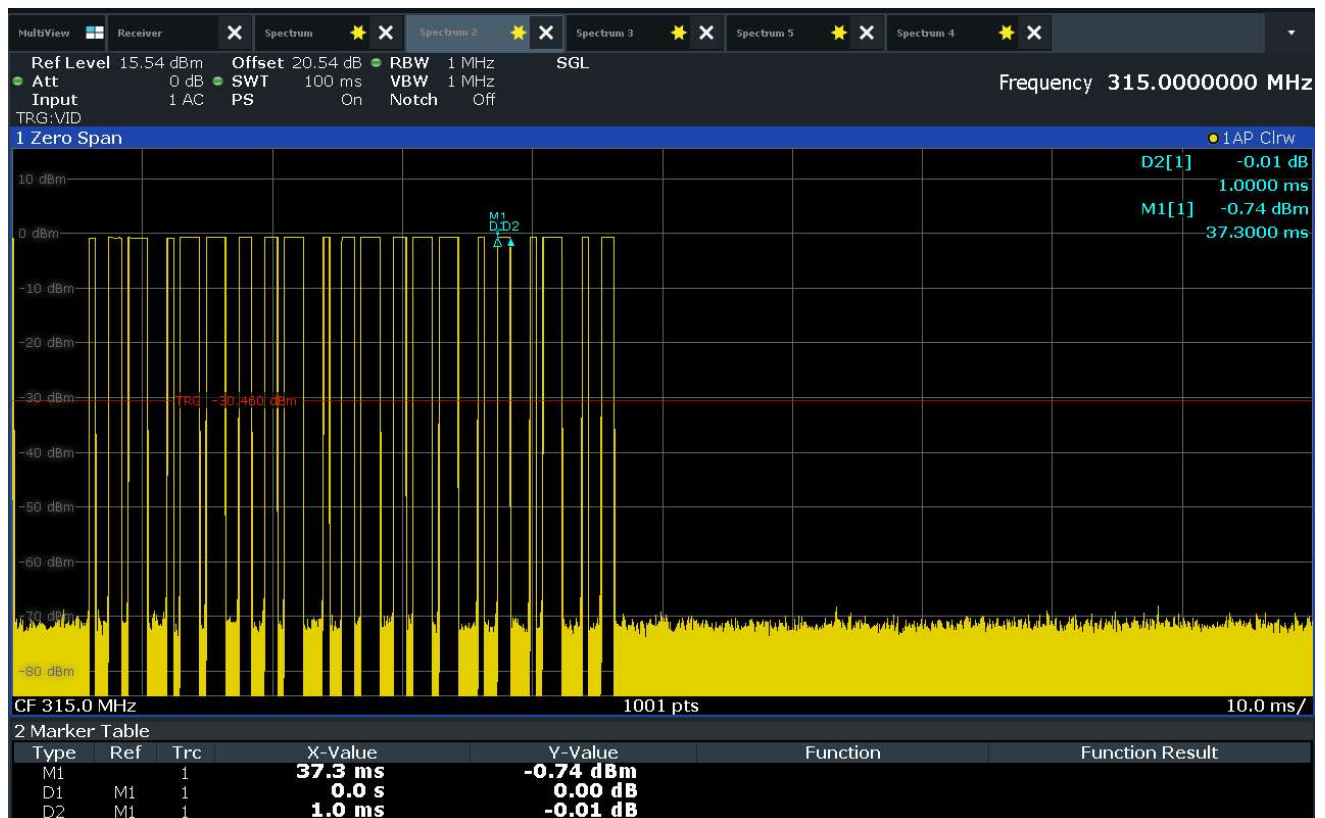 MultiView Receiver Spectrum Spectrum 2 Spectrum 3 Spectrum 5 Spectrum 4
Ref Level 15.54 dBm Offset 20.54 dB RBW 1 MHz SGL
Att 0 dB SWT 100 ms VBW 1 MHz
Frequency 315.0000000 MHz
Input 1 AC PS On Notch Off
TRG:VID
1 Zero Span 1AP Clrw
D2[1] -0.01 dB
1.0000 ms
M1[1] -0.74 dBm
37.3000 ms
10 dBm
M1
D1 D2
0 dBm
-10 dBm
-20 dBm
-30 dBm
TRG -30.460 dBm
-40 dBm
-50 dBm
-60 dBm
-70 dBm
-80 dBm
CF 315.0 MHz 1001 pts 10.0 ms/
2 Marker Table
Type Ref Trc X-Value Y-Value Function Function Result
M1 1 37.3 ms -0.74 dBm
D1 M1 1 0.0 s 0.00 dB
D2 M1 1 1.0 ms -0.01 dB